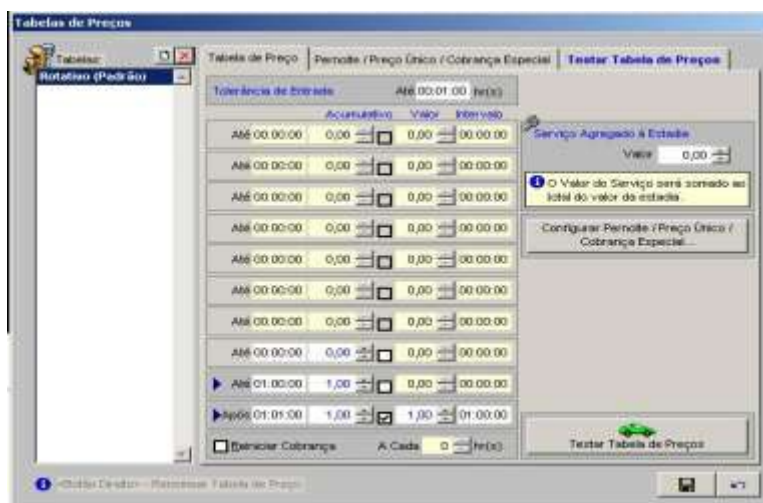 Tabelas de Preços
Tabelas:
Rotativo (Padrão)
Tabela de Preço
Pernoite / Preço Único / Cobrança Especial
Testar Tabela de Preços
Tolerância de Entrada Até 00:01:00 hr(s)
Acumulativo Valor Intervalo
Até 00:00:00 0,00 0,00 00:00:00
Até 00:00:00 0,00 0,00 00:00:00
Até 00:00:00 0,00 0,00 00:00:00
Até 00:00:00 0,00 0,00 00:00:00
Até 00:00:00 0,00 0,00 00:00:00
Até 00:00:00 0,00 0,00 00:00:00
Até 00:00:00 0,00 0,00 00:00:00
Até 00:00:00 0,00 0,00 00:00:00
Até 01:00:00 1,00 0,00 00:00:00
Após 01:01:00 1,00 1,00 01:00:00
Reiniciar Cobrança A Cada 0 hr(s)
Serviço Agregado à Estadia
Valor 0,00
O Valor do Serviço será somado ao
total do valor da estadia.
Configurar Pernoite / Preço Único /
Cobrança Especial...
Testar Tabela de Preços
<Botão Direito> - Renomear Tabela de Preço